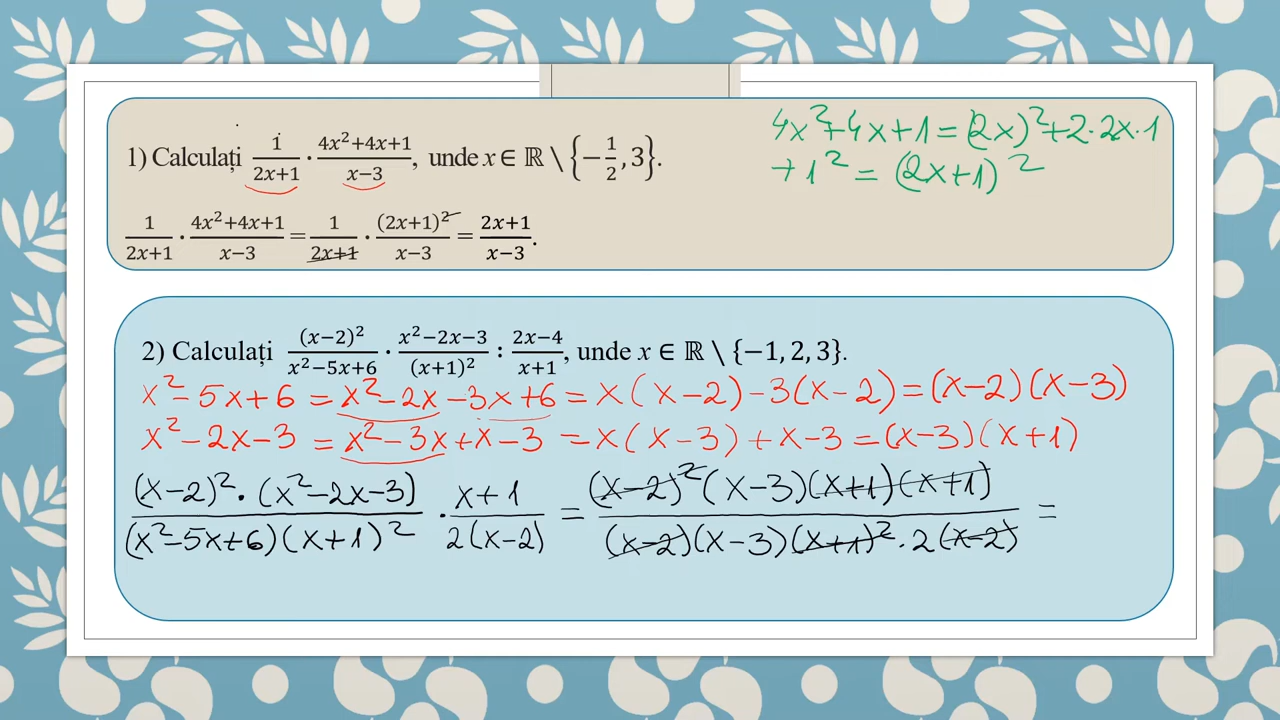 1) Calculați 1/(2x+1) · (4x²+4x+1)/(x−3), unde x ∈ ℝ \ {−1/2, 3}.
4x²+4x+1=(2x)²+2·2x·1
+1²=(2x+1)²
1/(2x+1) · (4x²+4x+1)/(x−3) = 1/(2x+1) · (2x+1)²/(x−3) = (2x+1)/(x−3).
2) Calculați (x−2)²/(x²−5x+6) · (x²−2x−3)/(x+1)² : (2x−4)/(x+1), unde x ∈ ℝ \ {−1, 2, 3}.
x²−5x+6=x²−2x−3x+6=x(x−2)−3(x−2)=(x−2)(x−3)
x²−2x−3=x²−3x+x−3=x(x−3)+x−3=(x−3)(x+1)
(x−2)²·(x²−2x−3)/(x²−5x+6)(x+1)² · (x+1)/2(x−2) = (x−2)²(x−3)(x+1)(x+1)/(x−2)(x−3)(x+1)²·2(x−2) =